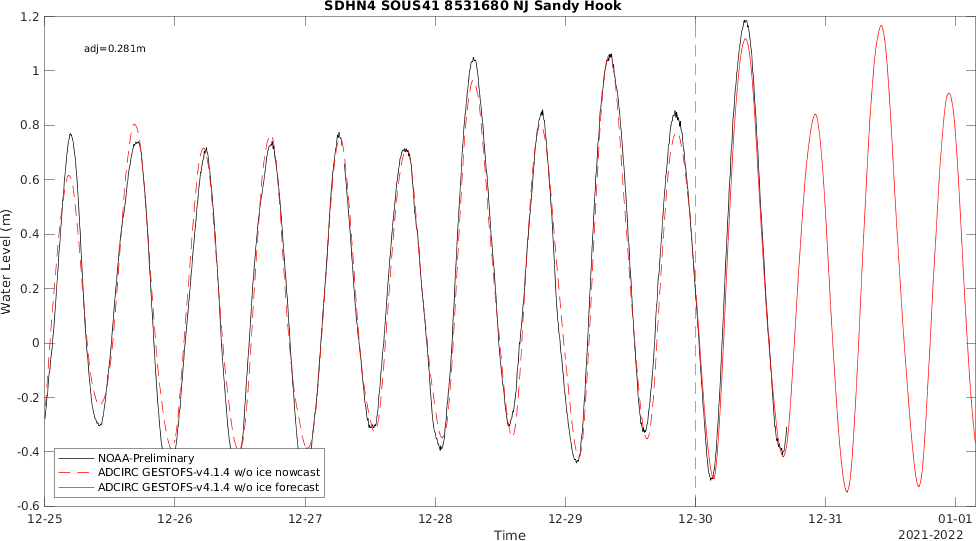 SDHN4 SOUS41 8531680 NJ Sandy Hook
adj=0.281m
1.2
1
0.8
0.6
0.4
0.2
0
-0.2
-0.4
-0.6
Water Level (m)
NOAA-Preliminary
ADCIRC GESTOFS-v4.1.4 w/o ice nowcast
ADCIRC GESTOFS-v4.1.4 w/o ice forecast
12-25 12-26 12-27 12-28 12-29 12-30 12-31 01-01
Time
2021-2022